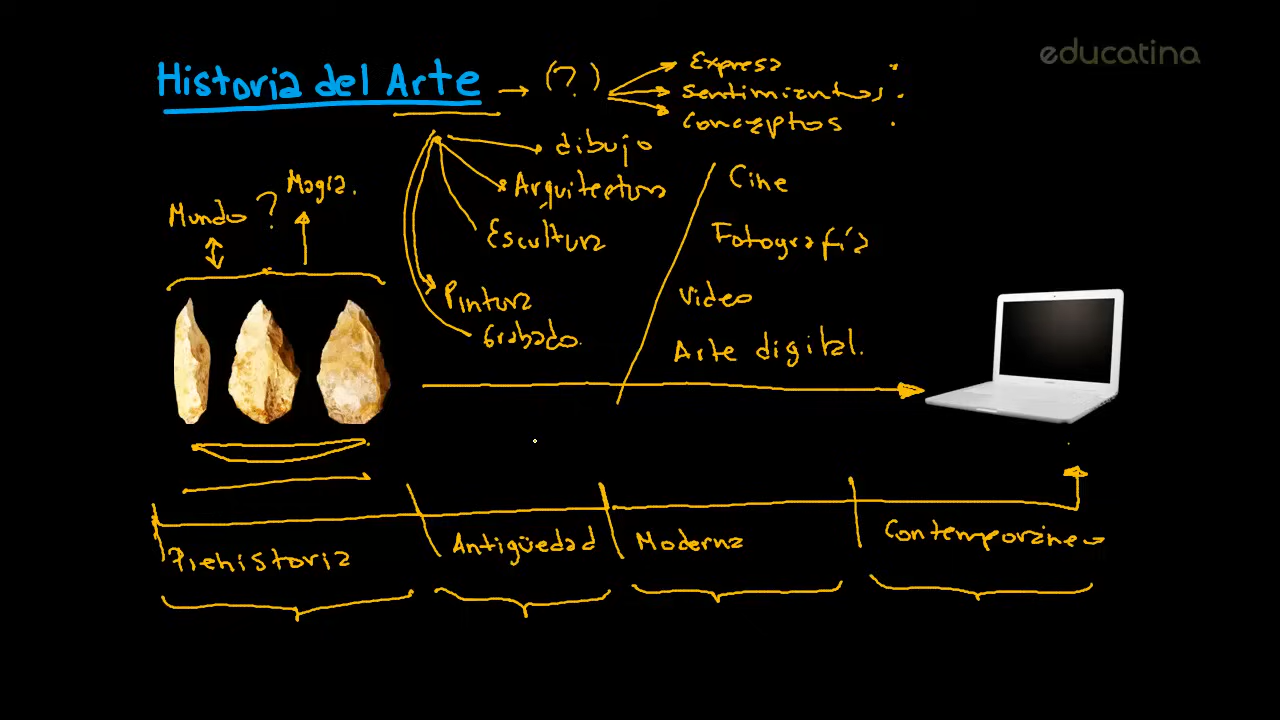 educatina
Historia del Arte → (?)
Expresa
Sentimientos.
Conceptos
dibujo
Arquitectura
Escultura
Pintura
Grabado.
Cine
Fotografía
Video
Arte digital.
Mundo ? Magia.
Prehistoria
Antigüedad
Moderna
Contemporáneo